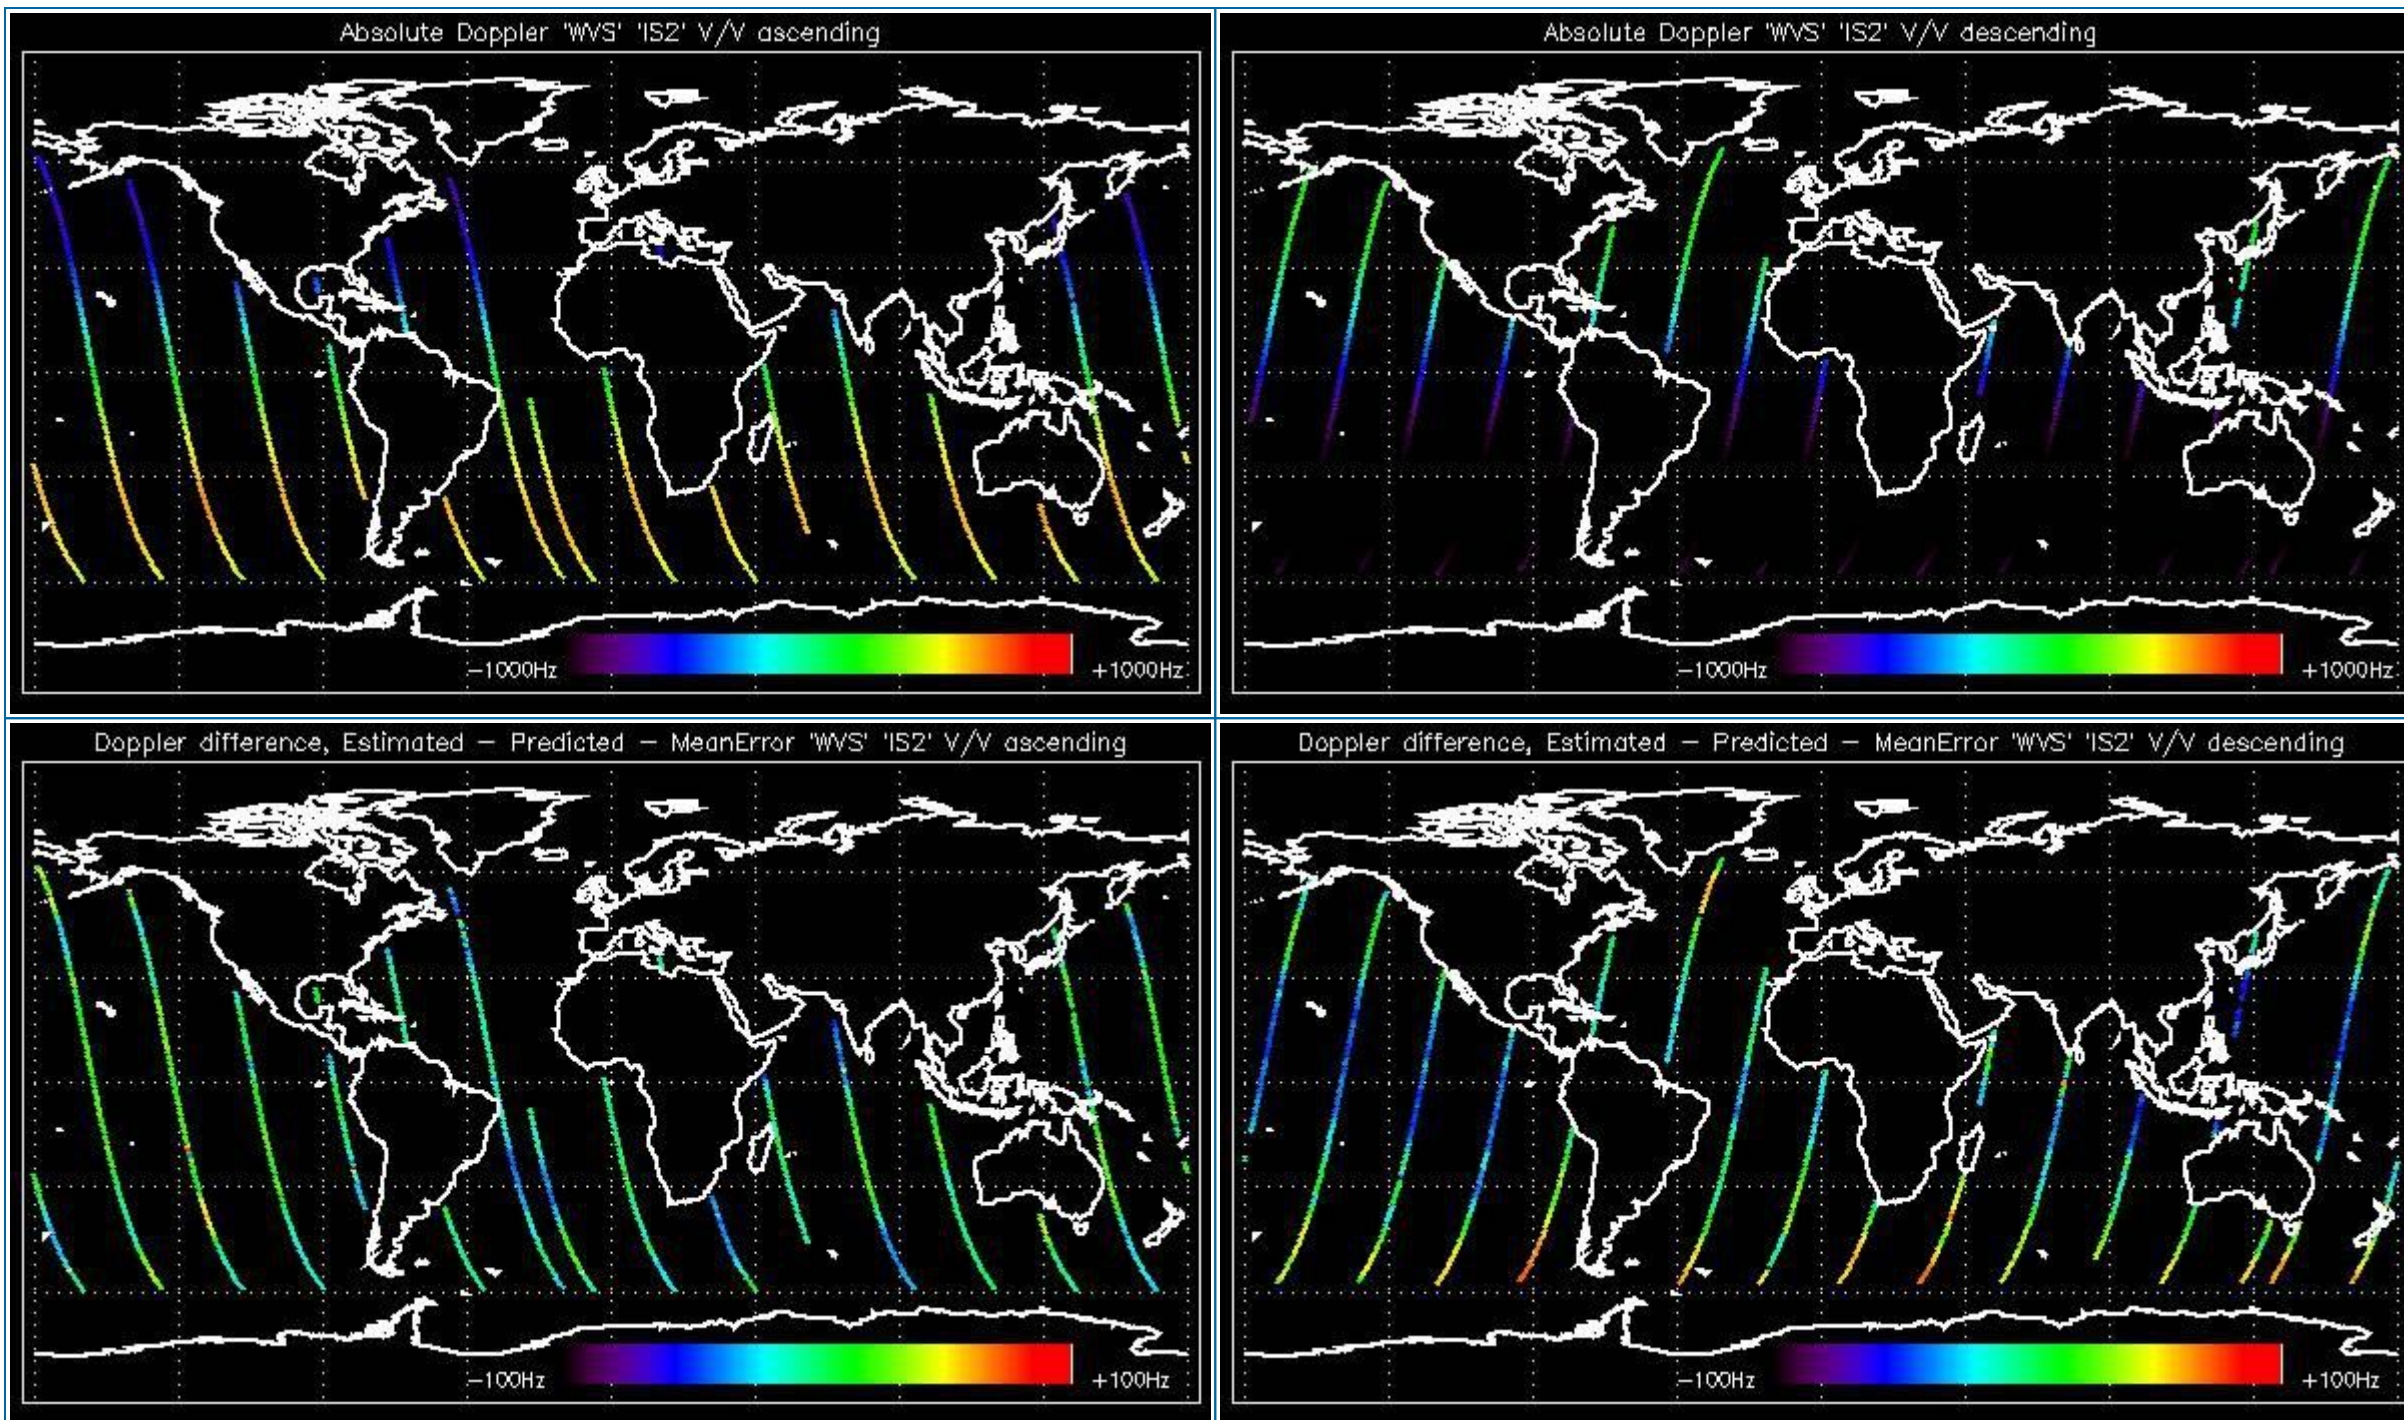 Absolute Doppler 'WVS' 'IS2' V/V ascending
−1000Hz
+1000Hz
Absolute Doppler 'WVS' 'IS2' V/V descending
−1000Hz
+1000Hz
Doppler difference, Estimated − Predicted − MeanError 'WVS' 'IS2' V/V ascending
−100Hz
+100Hz
Doppler difference, Estimated − Predicted − MeanError 'WVS' 'IS2' V/V descending
−100Hz
+100Hz